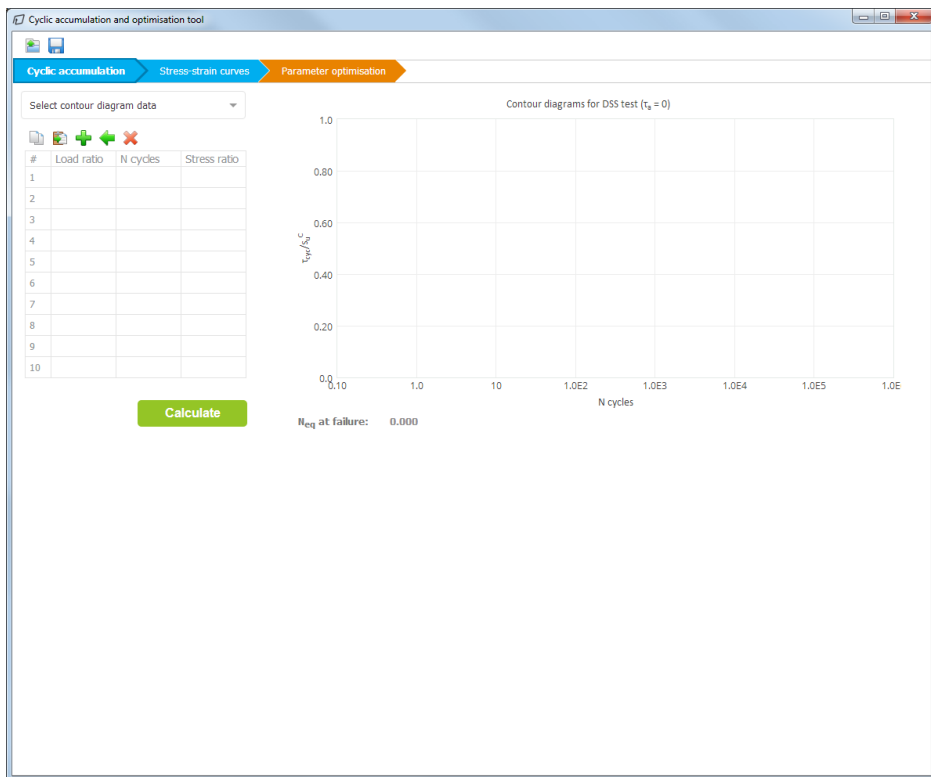 Cyclic accumulation and optimisation tool
Cyclic accumulation Stress-strain curves Parameter optimisation
Select contour diagram data
# Load ratio N cycles Stress ratio
1
2
3
4
5
6
7
8
9
10
Calculate
Contour diagrams for DSS test (τₐ = 0)
1.0
0.80
0.60
0.40
0.20
0.0
τcyc/suC
0.10 1.0 10 1.0E2 1.0E3 1.0E4 1.0E5 1.0E
N cycles
Neq at failure: 0.000